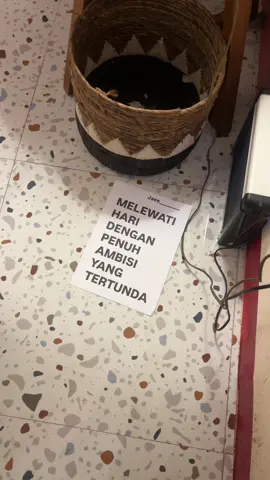 MELEWATI
HARI
DENGAN
PENUH
AMBISI
YANG
TERTUNDA